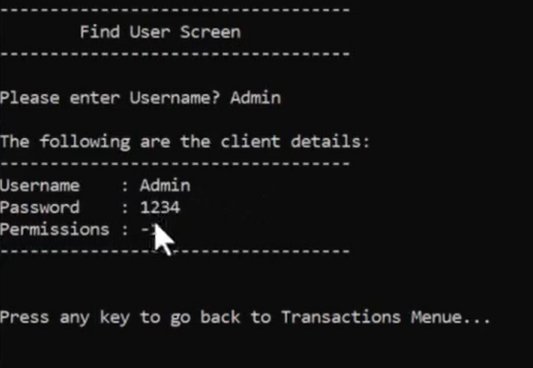 -----------------------------------
Find User Screen
-----------------------------------
Please enter Username? Admin
The following are the client details:
-----------------------------------
Username : Admin
Password : 1234
Permissions :
-----------------------------------
Press any key to go back to Transactions Menue...